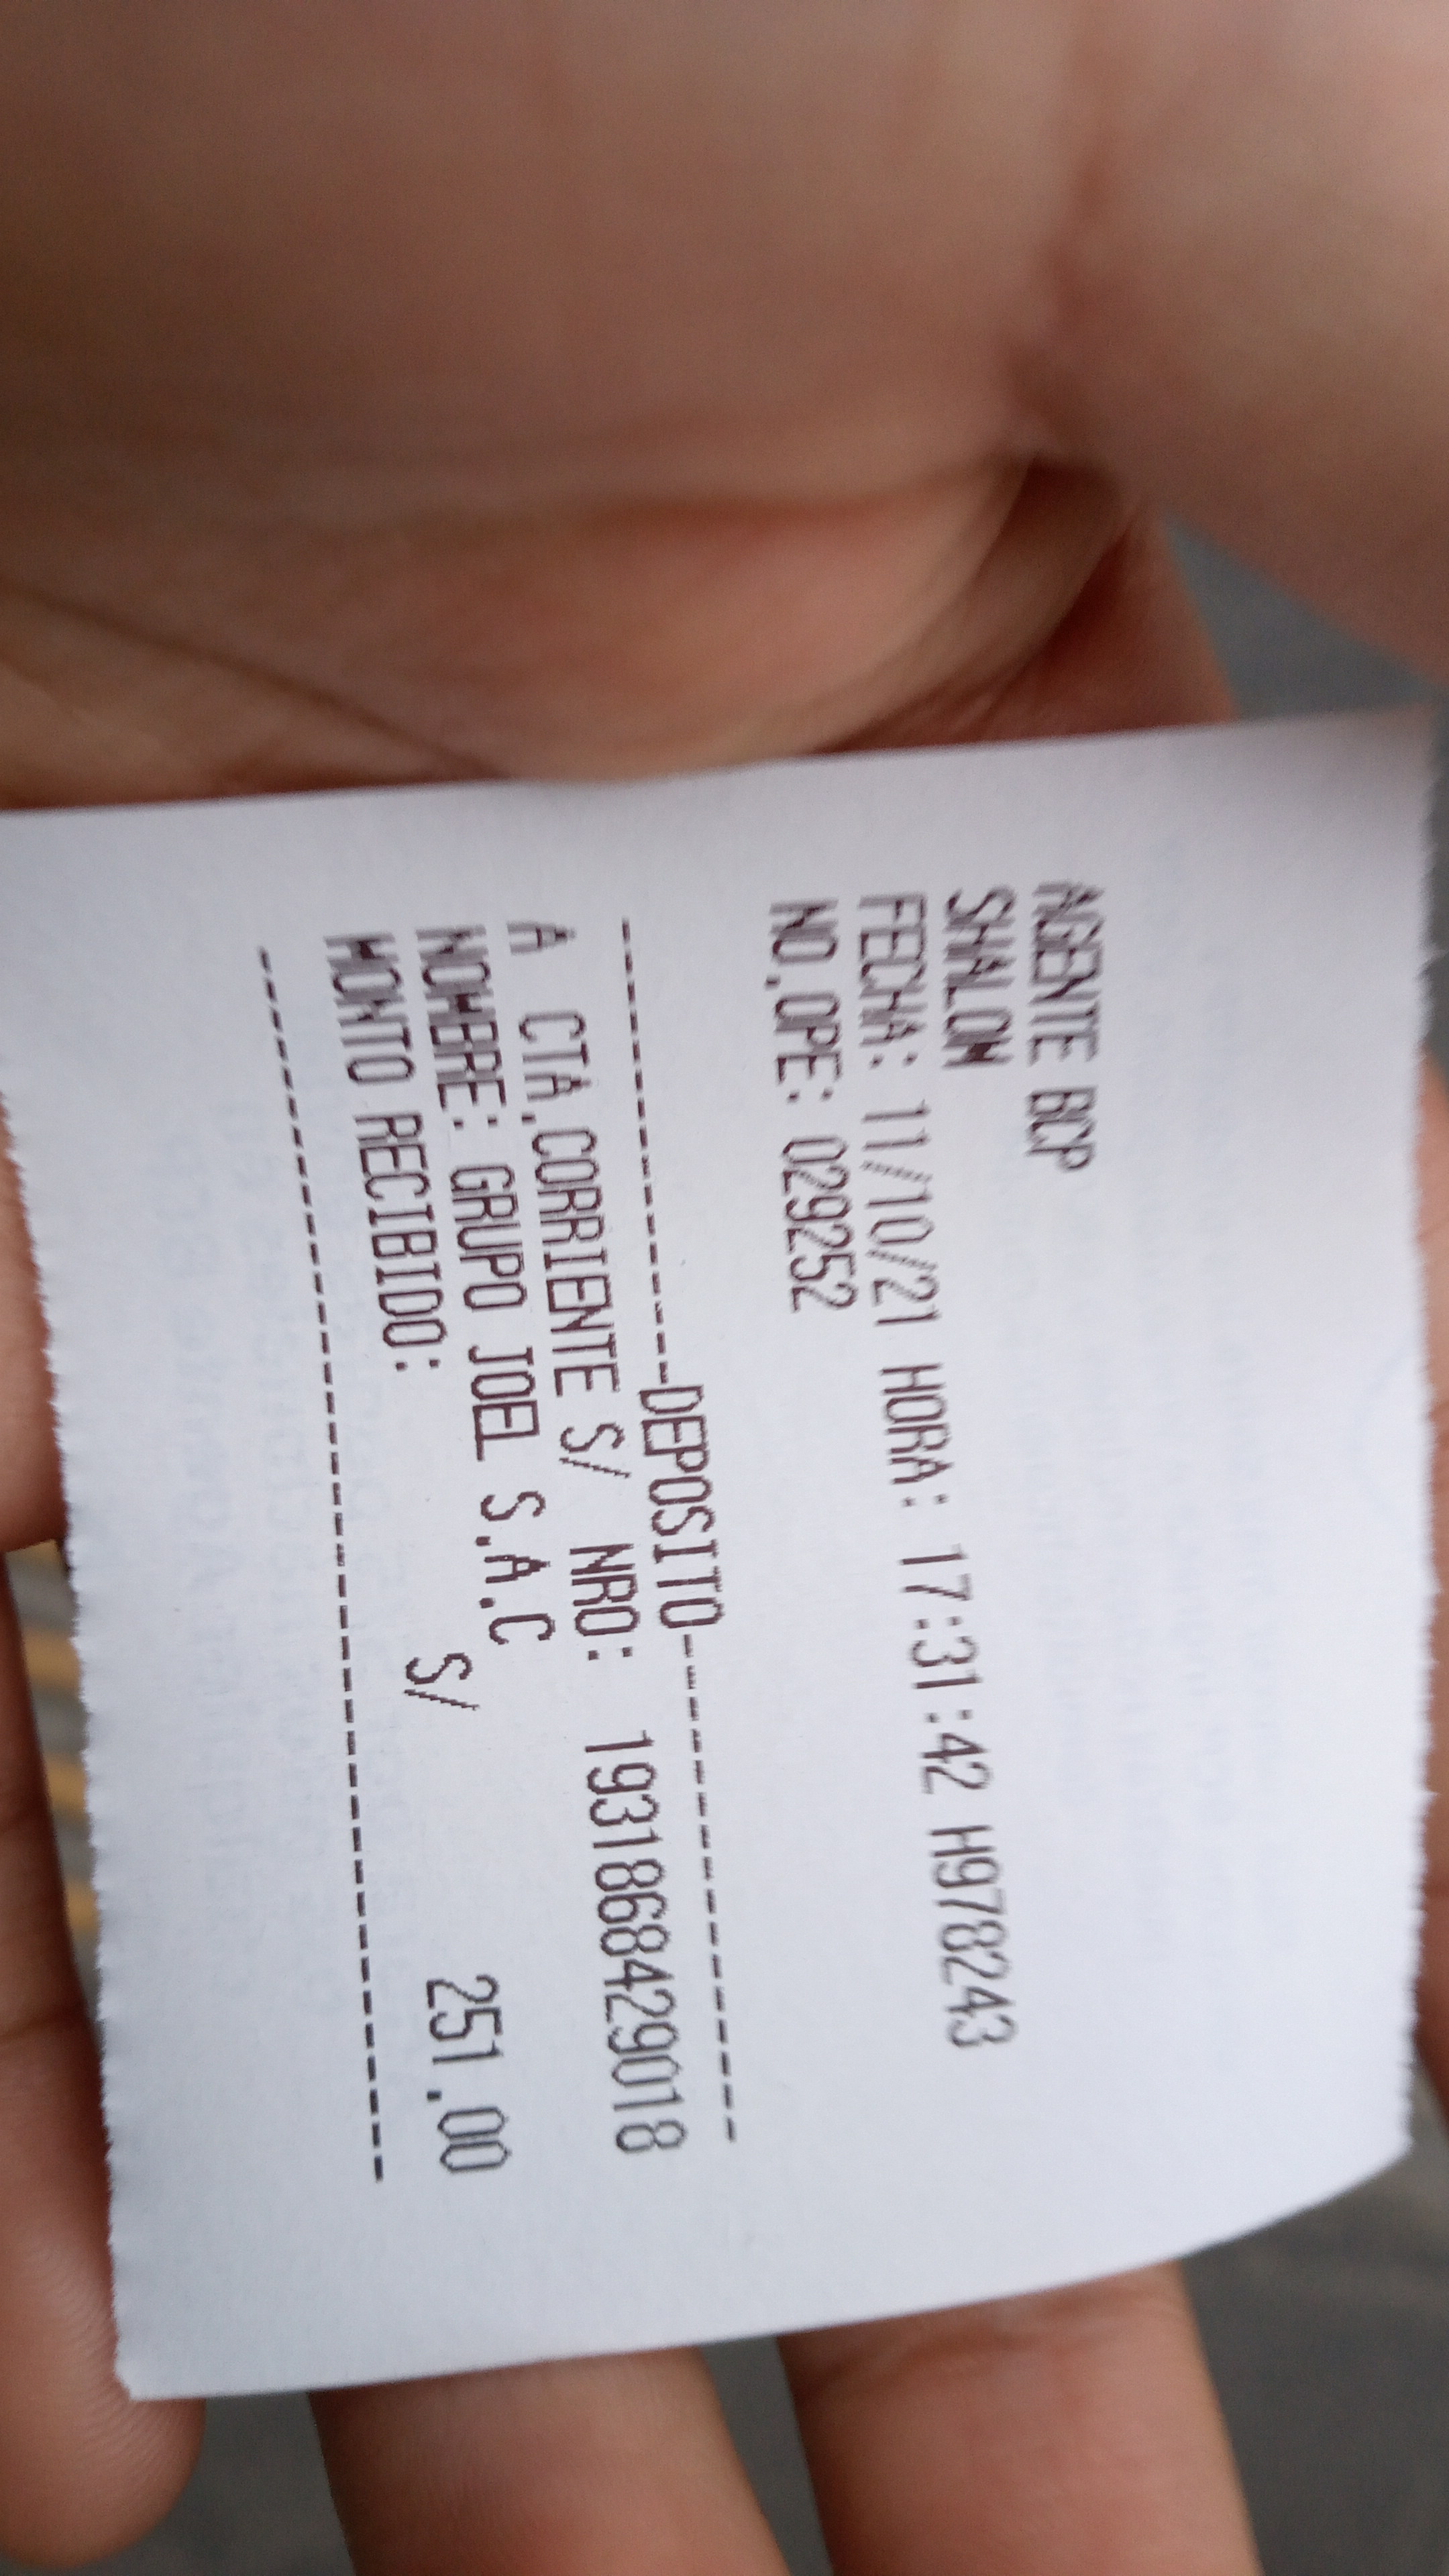 AGENTE BCP
SHALOM
FECHA: 11/10/21 HORA: 17:31:42 H978243
NO.OPE: 029252
---------------DEPOSITO---------------
A CTA.CORRIENTE S/ NRO: 1931868429018
NOMBRE: GRUPO JOEL S.A.C
MONTO RECIBIDO: S/ 251.00
----------------------------------------